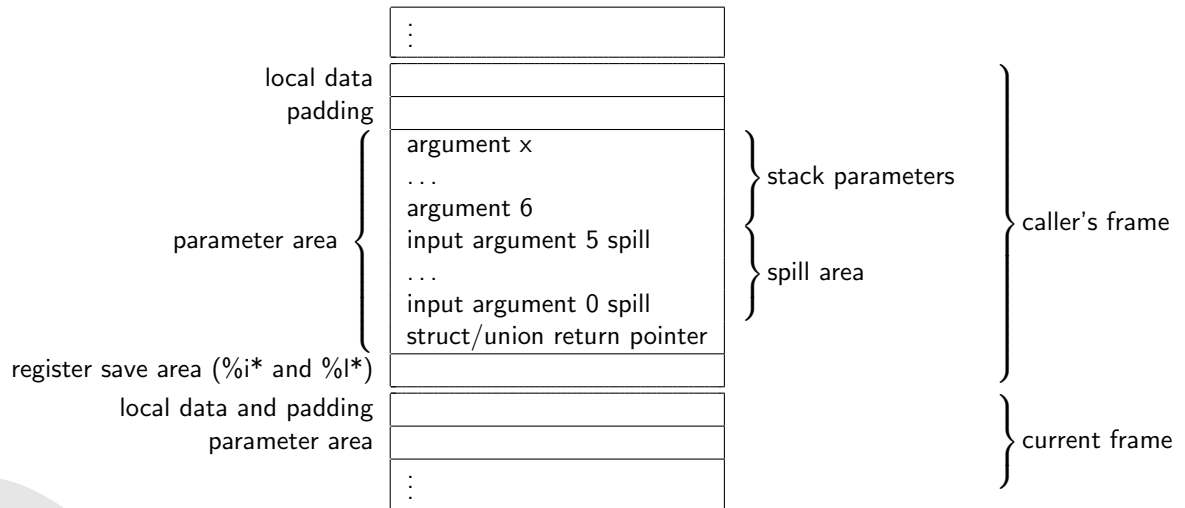 ⋮
local data
padding
argument x
. . .
stack parameters
argument 6
parameter area
input argument 5 spill
caller's frame
. . .
spill area
input argument 0 spill
struct/union return pointer
register save area (%i* and %l*)
local data and padding
parameter area
current frame
⋮